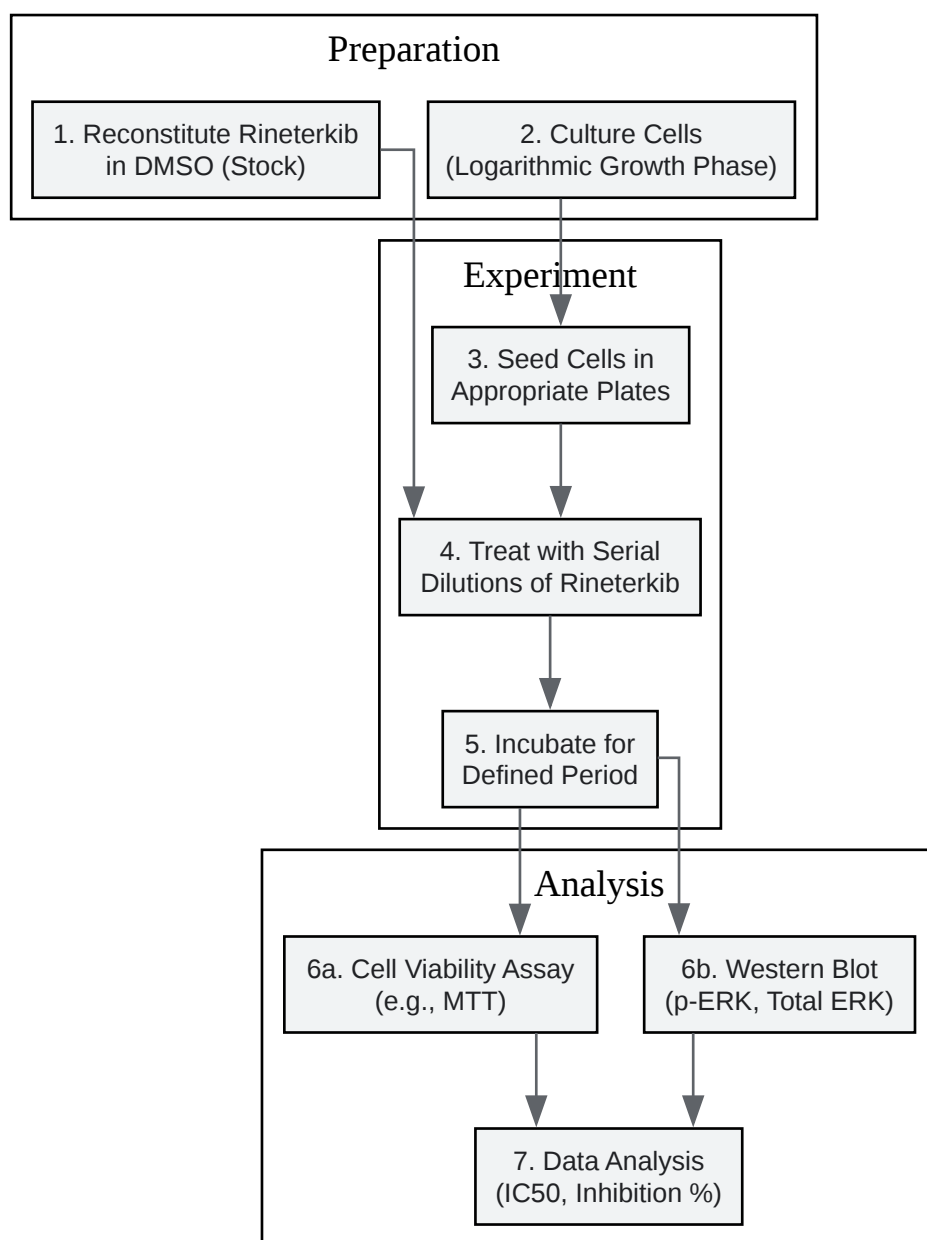 Preparation
1. Reconstitute Rineterkib
in DMSO (Stock)
2. Culture Cells
(Logarithmic Growth Phase)
Experiment
3. Seed Cells in
Appropriate Plates
4. Treat with Serial
Dilutions of Rineterkib
5. Incubate for
Defined Period
Analysis
6a. Cell Viability Assay
(e.g., MTT)
6b. Western Blot
(p-ERK, Total ERK)
7. Data Analysis
(IC50, Inhibition %)